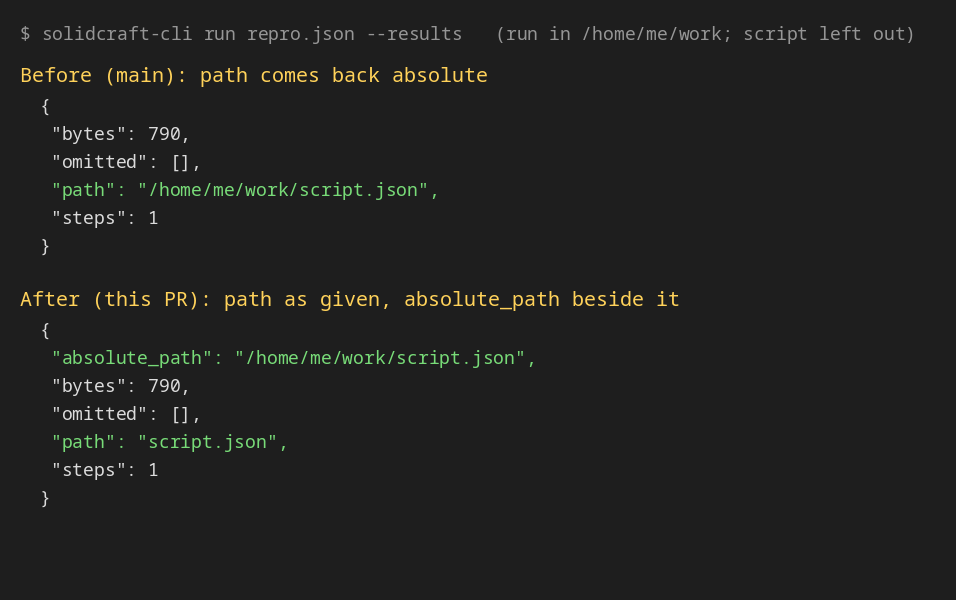 $ solidcraft-cli run repro.json --results (run in /home/me/work; script left out)
Before (main): path comes back absolute
{
"bytes": 790,
"omitted": [],
"path": "/home/me/work/script.json",
"steps": 1
}
After (this PR): path as given, absolute_path beside it
{
"absolute_path": "/home/me/work/script.json",
"bytes": 790,
"omitted": [],
"path": "script.json",
"steps": 1
}